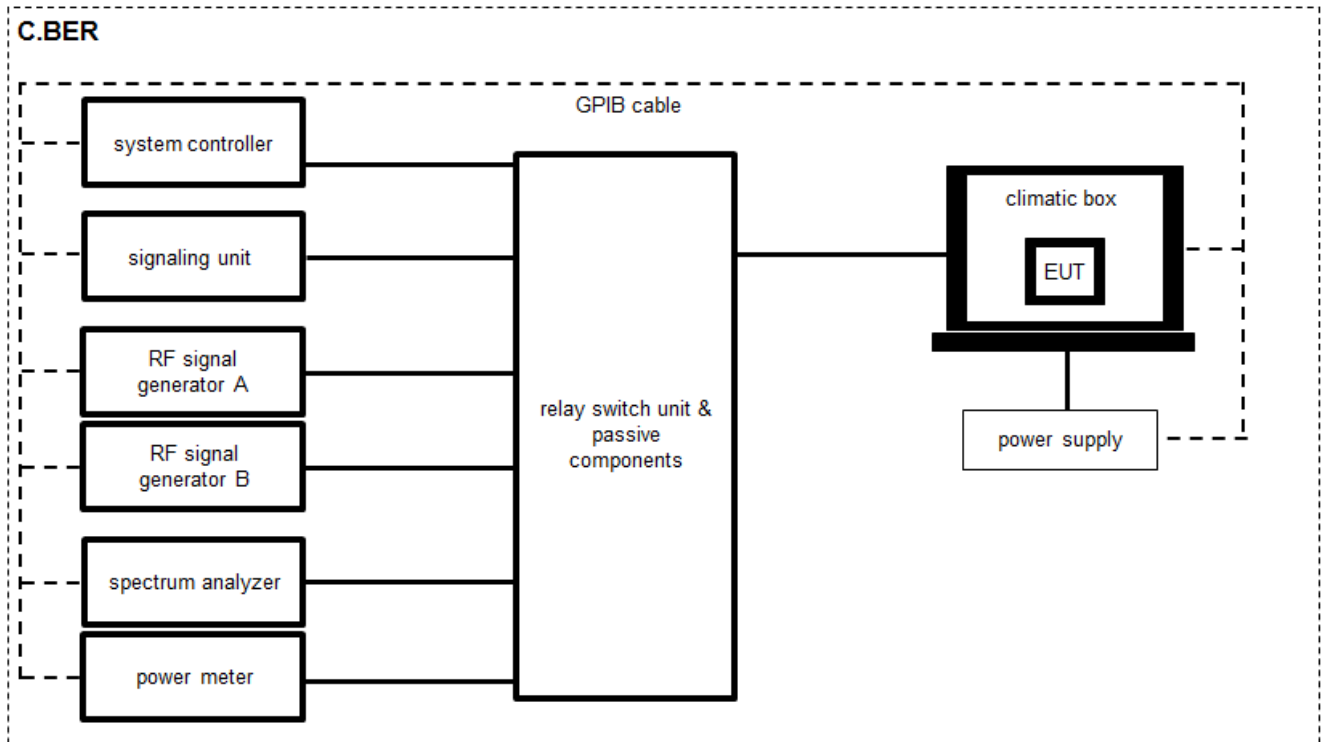 C.BER
GPIB cable
system controller
signaling unit
RF signal
generator A
RF signal
generator B
spectrum analyzer
power meter
relay switch unit &
passive
components
climatic box
EUT
power supply